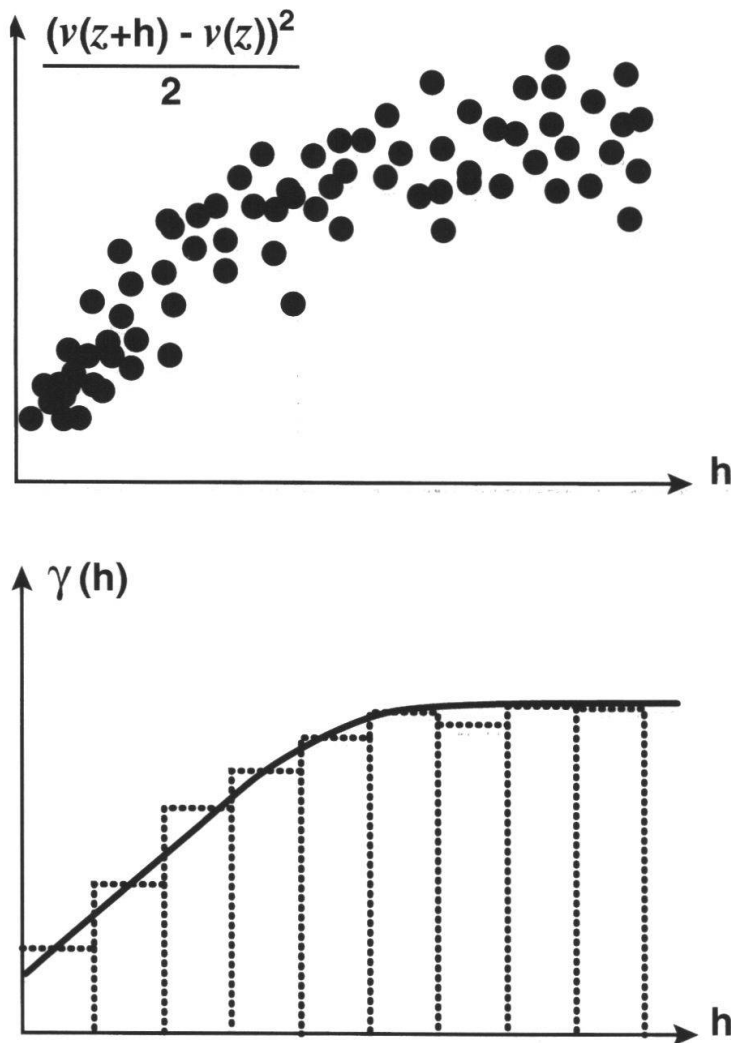 (v(z+h) - v(z))²
2
h
γ(h)
h